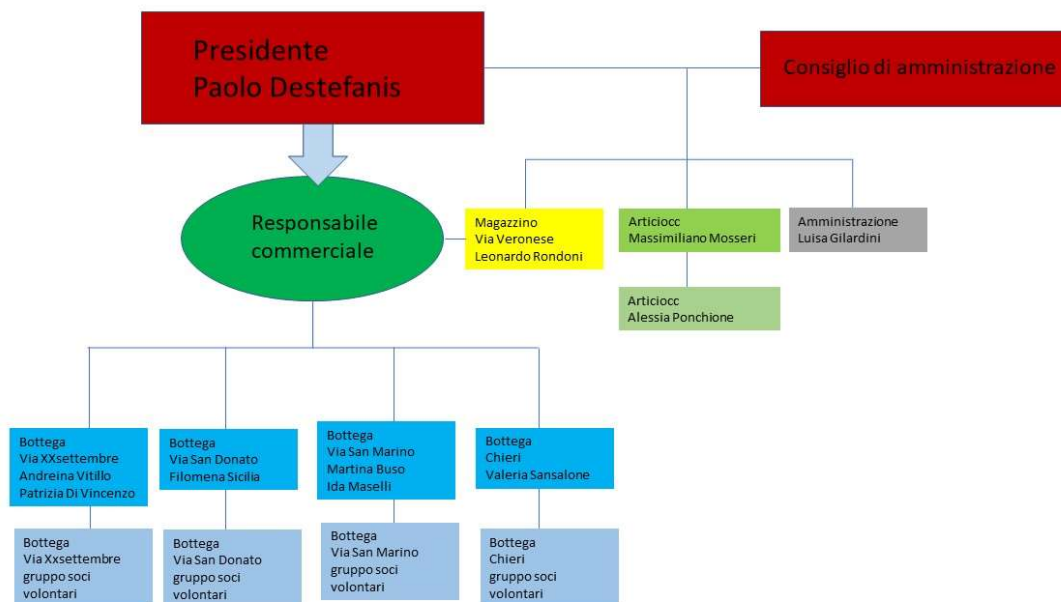 Presidente
Paolo Destefanis
Consiglio di amministrazione
Responsabile
commerciale
Magazzino
Via Veronese
Leonardo Rondoni
Articiocc
Massimiliano Mosseri
Amministrazione
Luisa Gilardini
Articiocc
Alessia Ponchione
Bottega
Via XXsettembre
Andreina Vitillo
Patrizia Di Vincenzo
Bottega
Via San Donato
Filomena Sicilia
Bottega
Via San Marino
Martina Buso
Ida Maselli
Bottega
Chieri
Valeria Sansalone
Bottega
Via Xxsettembre
gruppo soci
volontari
Bottega
Via San Donato
gruppo soci
volontari
Bottega
Via San Marino
gruppo soci
volontari
Bottega
Chieri
gruppo soci
volontari